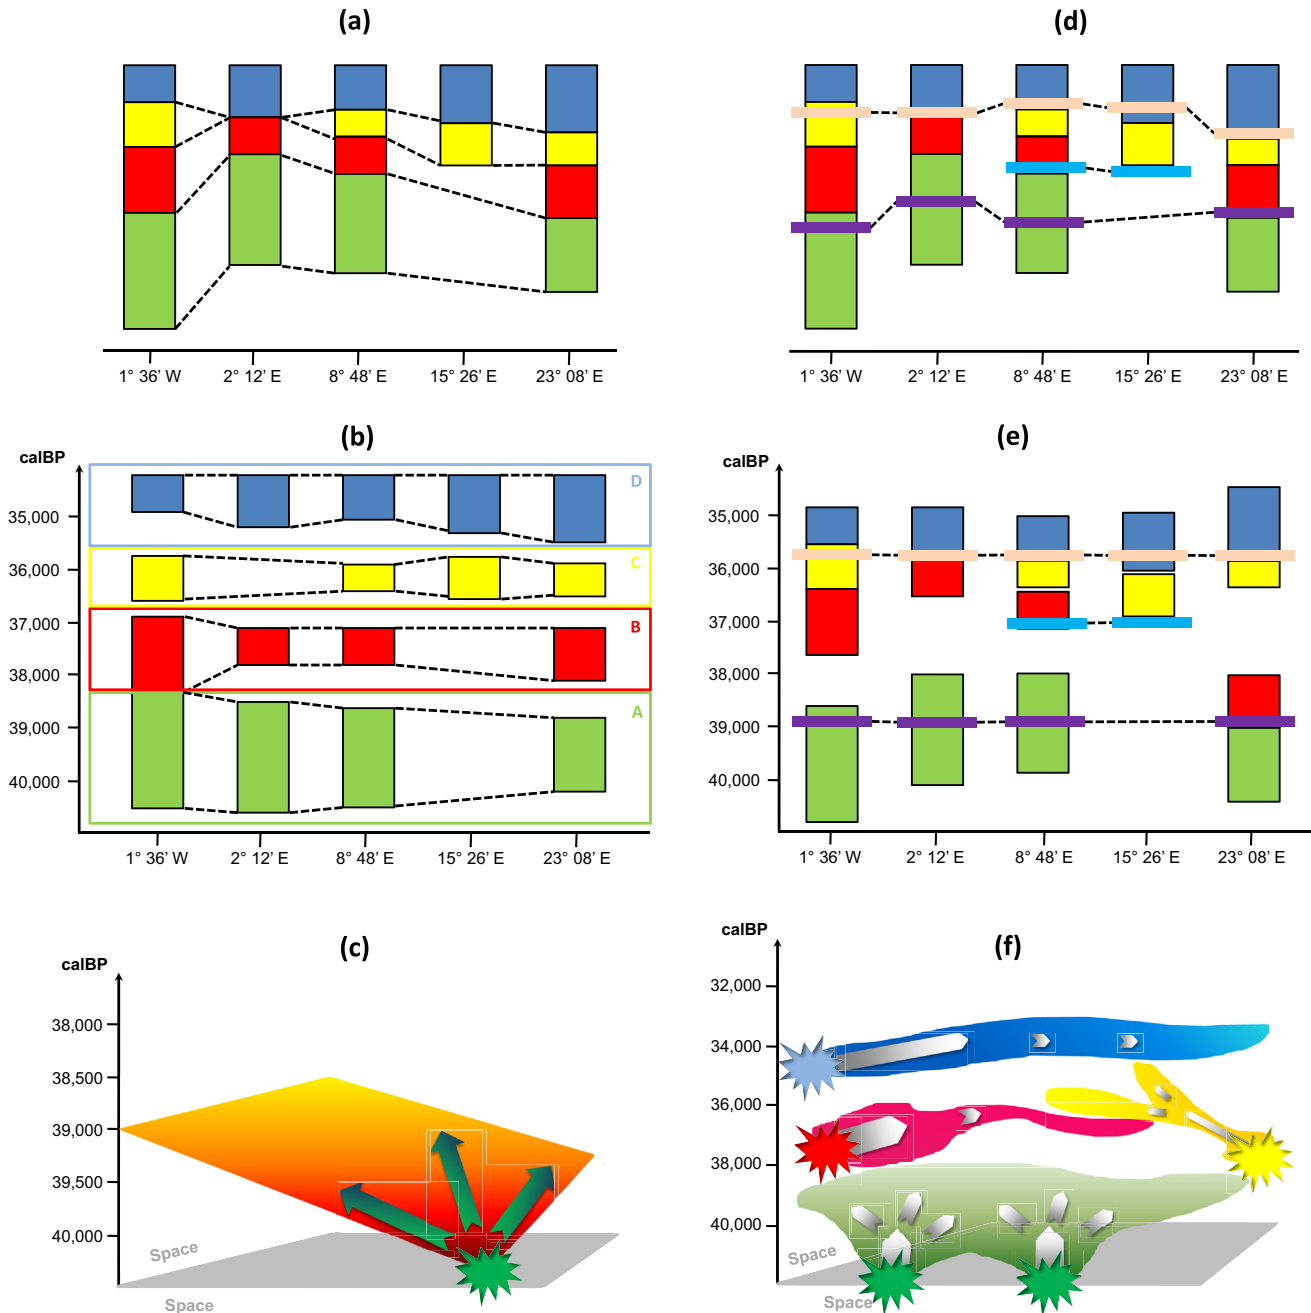 (a)
1° 36' W 2° 12' E 8° 48' E 15° 26' E 23° 08' E
(d)
1° 36' W 2° 12' E 8° 48' E 15° 26' E 23° 08' E
(b)
calBP
D
35,000
C
36,000
37,000
B
38,000
A
39,000
40,000
1° 36' W 2° 12' E 8° 48' E 15° 26' E 23° 08' E
(e)
calBP
35,000
36,000
37,000
38,000
39,000
40,000
1° 36' W 2° 12' E 8° 48' E 15° 26' E 23° 08' E
(c)
calBP
38,000
38,500
39,000
39,500
40,000
Space
Space
(f)
calBP
32,000
34,000
36,000
38,000
40,000
Space
Space